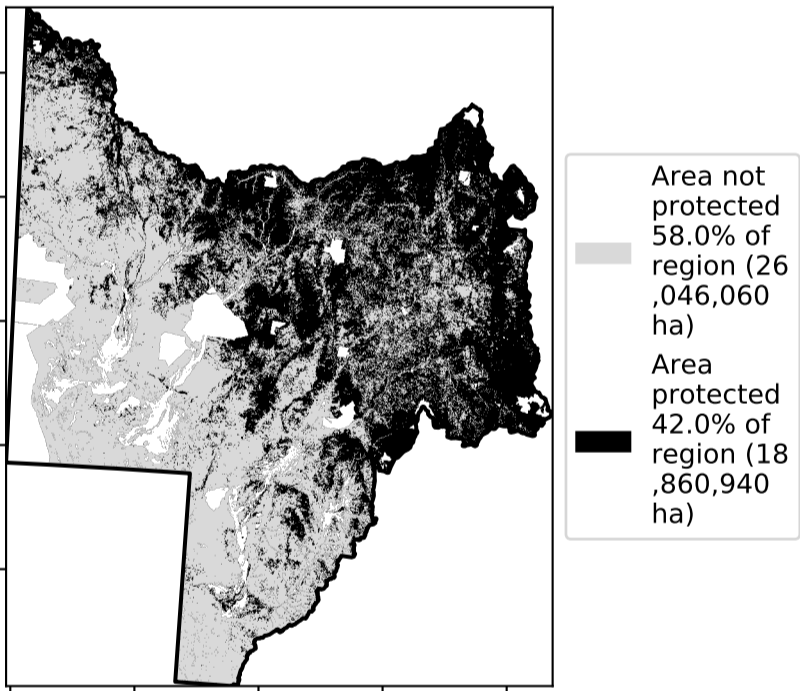 Area not
protected
58.0% of
region (26
,046,060
ha)
Area
protected
42.0% of
region (18
,860,940
ha)